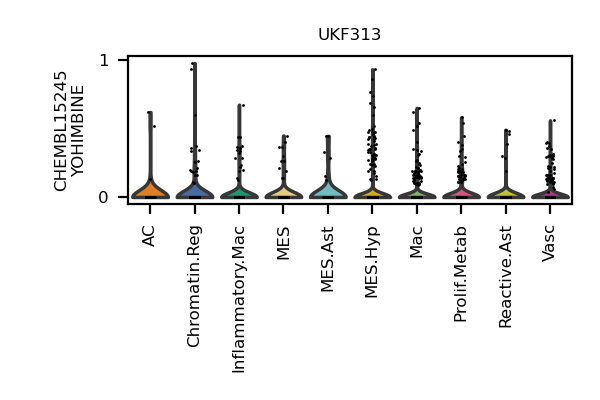 UKF313
CHEMBL15245
YOHIMBINE
1
0
AC
Chromatin.Reg
Inflammatory.Mac
MES
MES.Ast
MES.Hyp
Mac
Prolif.Metab
Reactive.Ast
Vasc